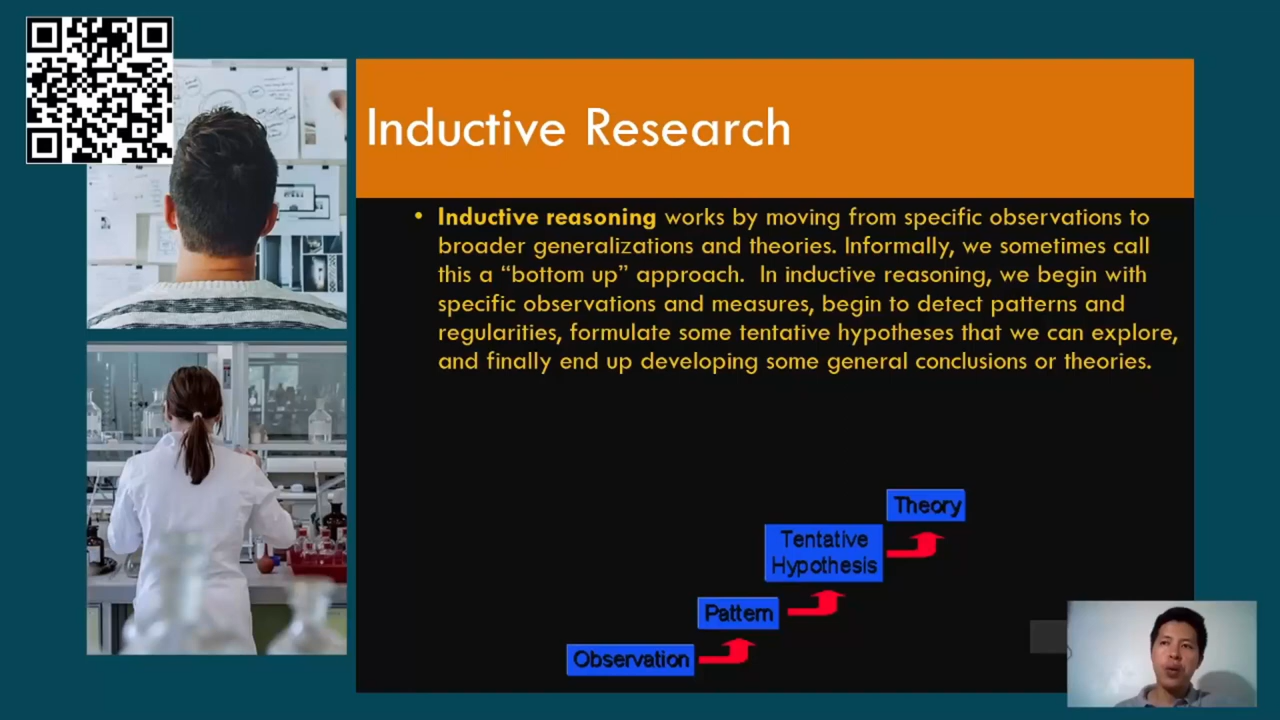 Inductive Research
• Inductive reasoning works by moving from specific observations to
broader generalizations and theories. Informally, we sometimes call
this a “bottom up” approach.  In inductive reasoning, we begin with
specific observations and measures, begin to detect patterns and
regularities, formulate some tentative hypotheses that we can explore,
and finally end up developing some general conclusions or theories.
Theory
Tentative
Hypothesis
Pattern
Observation